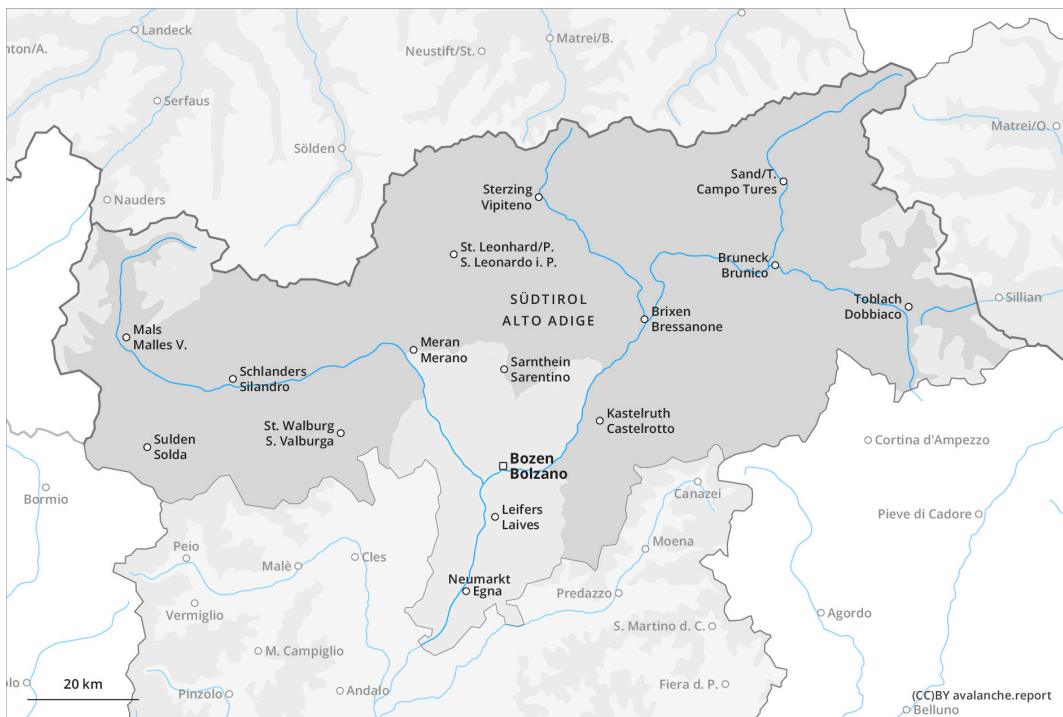 Landeck
nton/A.
Neustift/St.
Matrei/B.
Serfaus
Matrei/O.
Sölden
Nauders
Sterzing
Vipiteno
Sand/T.
Campo Tures
St. Leonhard/P.
S. Leonardo i. P.
Bruneck
Brunico
SÜDTIROL
ALTO ADIGE
Toblach
Dobbiaco
Sillian
Brixen
Bressanone
Mals
Malles V.
Meran
Merano
Sarnthein
Sarentino
Schlanders
Silandro
Kastelruth
Castelrotto
St. Walburg
S. Valburga
Sulden
Solda
Cortina d'Ampezzo
Bozen
Bolzano
Bormio
Canazei
Leifers
Laives
Pieve di Cadore
Moena
Peio
Malè
Cles
Neumarkt
Egna
Predazzo
Vermiglio
Agordo
S. Martino d. C.
M. Campiglio
olo
20 km
Pinzolo
Andalo
Fiera d. P.
(CC)BY avalanche.report
Belluno